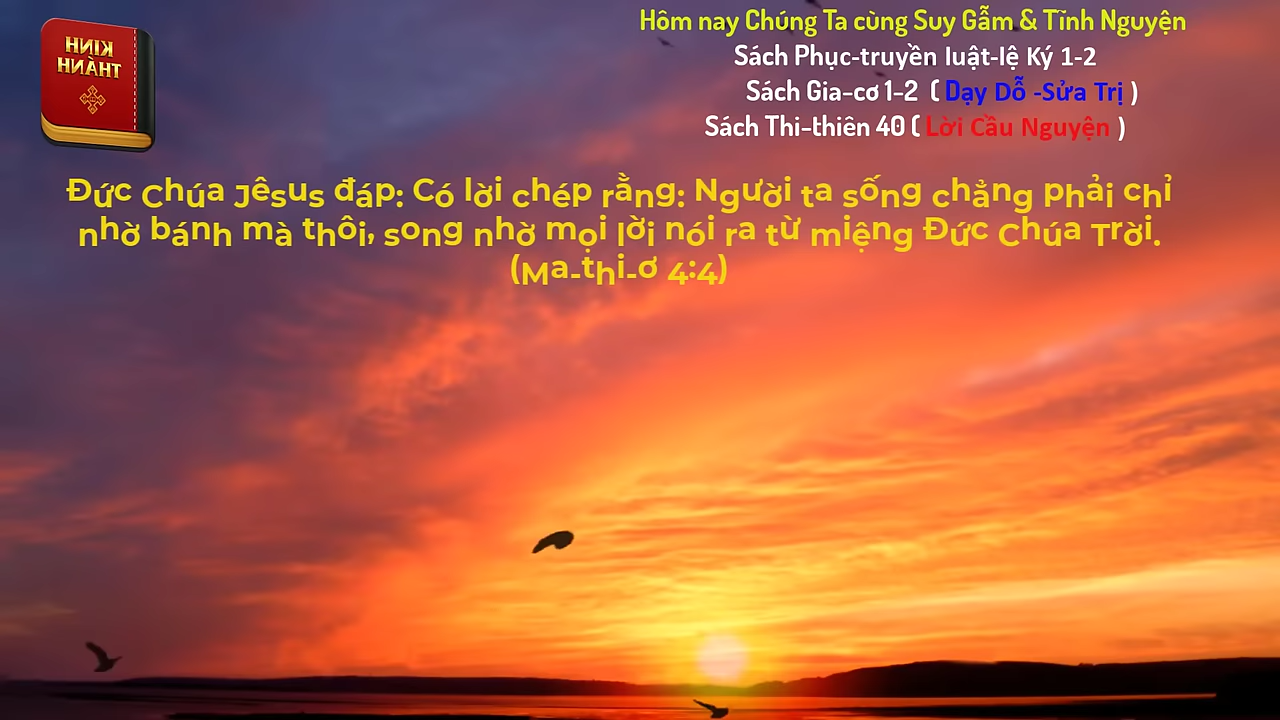 KINH
THÁNH
Hôm nay Chúng Ta cùng Suy Gẫm & Tĩnh Nguyện
Sách Phục-truyền luật-lệ Ký 1-2
Sách Gia-cơ 1-2 ( Dạy Dỗ -Sửa Trị )
Sách Thi-thiên 40 ( Lời Cầu Nguyện )
Đức Chúa Jêsus đáp: Có lời chép rằng: Người ta sống chẳng phải chỉ
nhờ bánh mà thôi, song nhờ mọi lời nói ra từ miệng Đức Chúa Trời.
(Ma-thi-ơ 4:4)